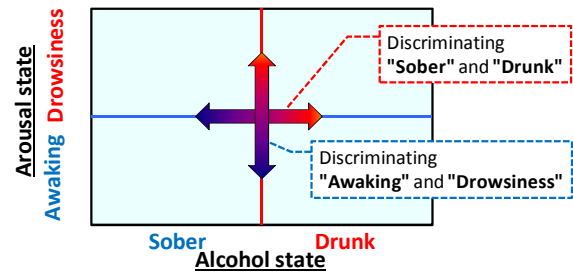 Arousal state
Awaking Drowsiness
Discriminating
"Sober" and "Drunk"
Discriminating
"Awaking" and "Drowsiness"
Sober Drunk
Alcohol state